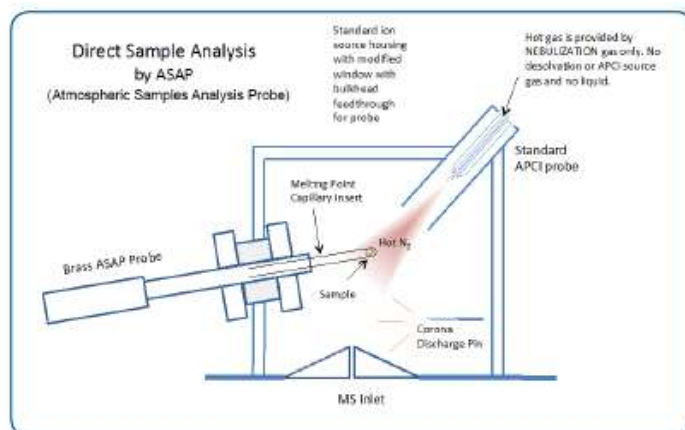 Direct Sample Analysis
by ASAP
(Atmospheric Samples Analysis Probe)
Standard ion
source housing
with modified
window with
bulkhead
feedthrough
for probe
Hot gas is provided by
NEBULIZATION gas only. No
desolvation or APCI source
gas and no liquid.
Standard
APCI probe
Melting Point
Capillary Insert
Hot N2
Brass ASAP Probe
Sample
Corona
Discharge Pin
MS Inlet